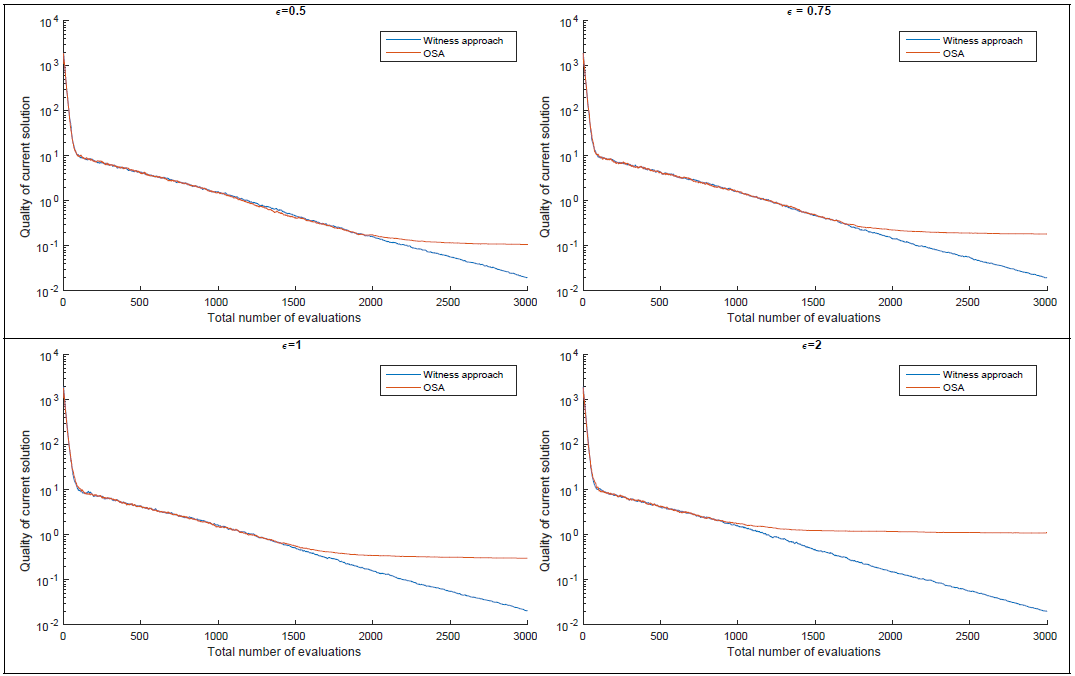 ϵ=0.5
10^4
10^3
10^2
10^1
10^0
10^-1
10^-2
Quality of current solution
Witness approach
OSA
0 500 1000 1500 2000 2500 3000
Total number of evaluations
ϵ = 0.75
10^4
10^3
10^2
10^1
10^0
10^-1
10^-2
Quality of current solution
Witness approach
OSA
0 500 1000 1500 2000 2500 3000
Total number of evaluations
ϵ=1
10^4
10^3
10^2
10^1
10^0
10^-1
10^-2
Quality of current solution
Witness approach
OSA
0 500 1000 1500 2000 2500 3000
Total number of evaluations
ϵ=2
10^4
10^3
10^2
10^1
10^0
10^-1
10^-2
Quality of current solution
Witness approach
OSA
0 500 1000 1500 2000 2500 3000
Total number of evaluations